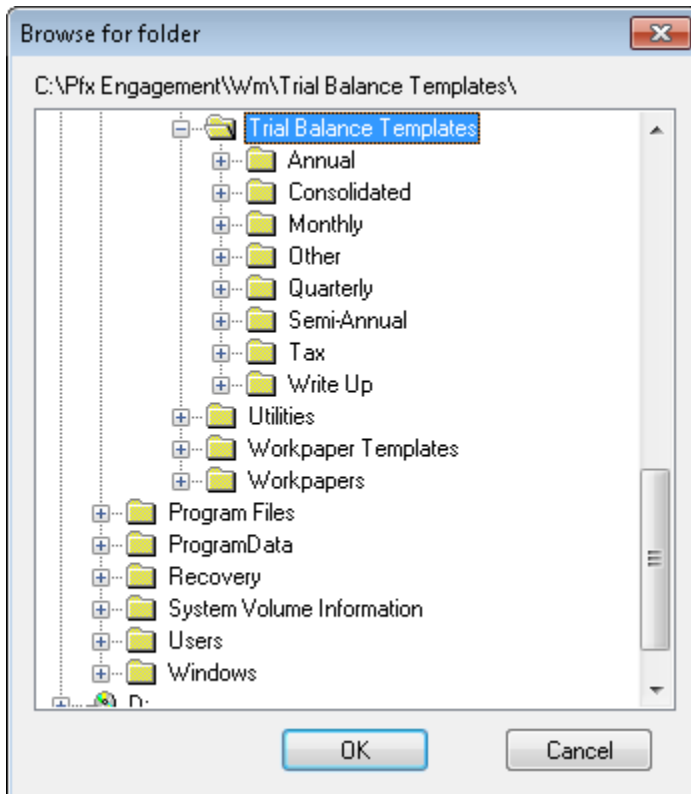 Browse for folder
C:\Pfx Engagement\Wm\Trial Balance Templates\
Trial Balance Templates
Annual
Consolidated
Monthly
Other
Quarterly
Semi-Annual
Tax
Write Up
Utilities
Workpaper Templates
Workpapers
Program Files
ProgramData
Recovery
System Volume Information
Users
Windows
D:
OK Cancel